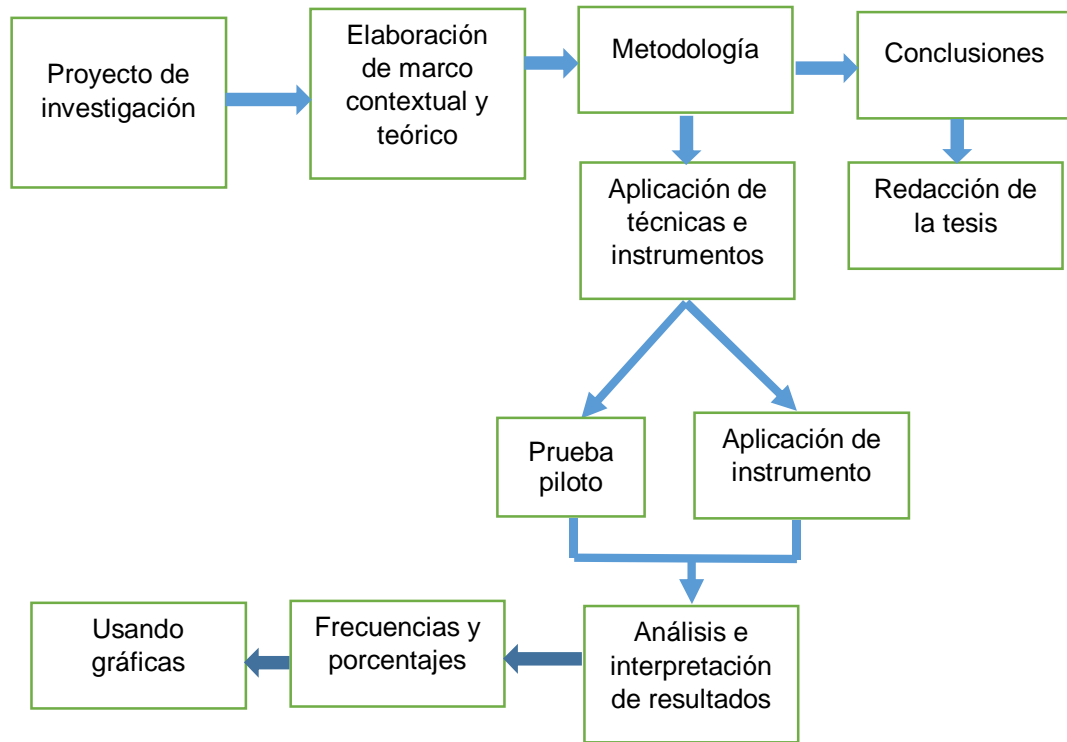 Proyecto de
investigación
Elaboración
de marco
contextual y
teórico
Metodología
Conclusiones
Aplicación de
técnicas e
instrumentos
Redacción de
la tesis
Prueba
piloto
Aplicación de
instrumento
Análisis e
interpretación
de resultados
Frecuencias y
porcentajes
Usando
gráficas